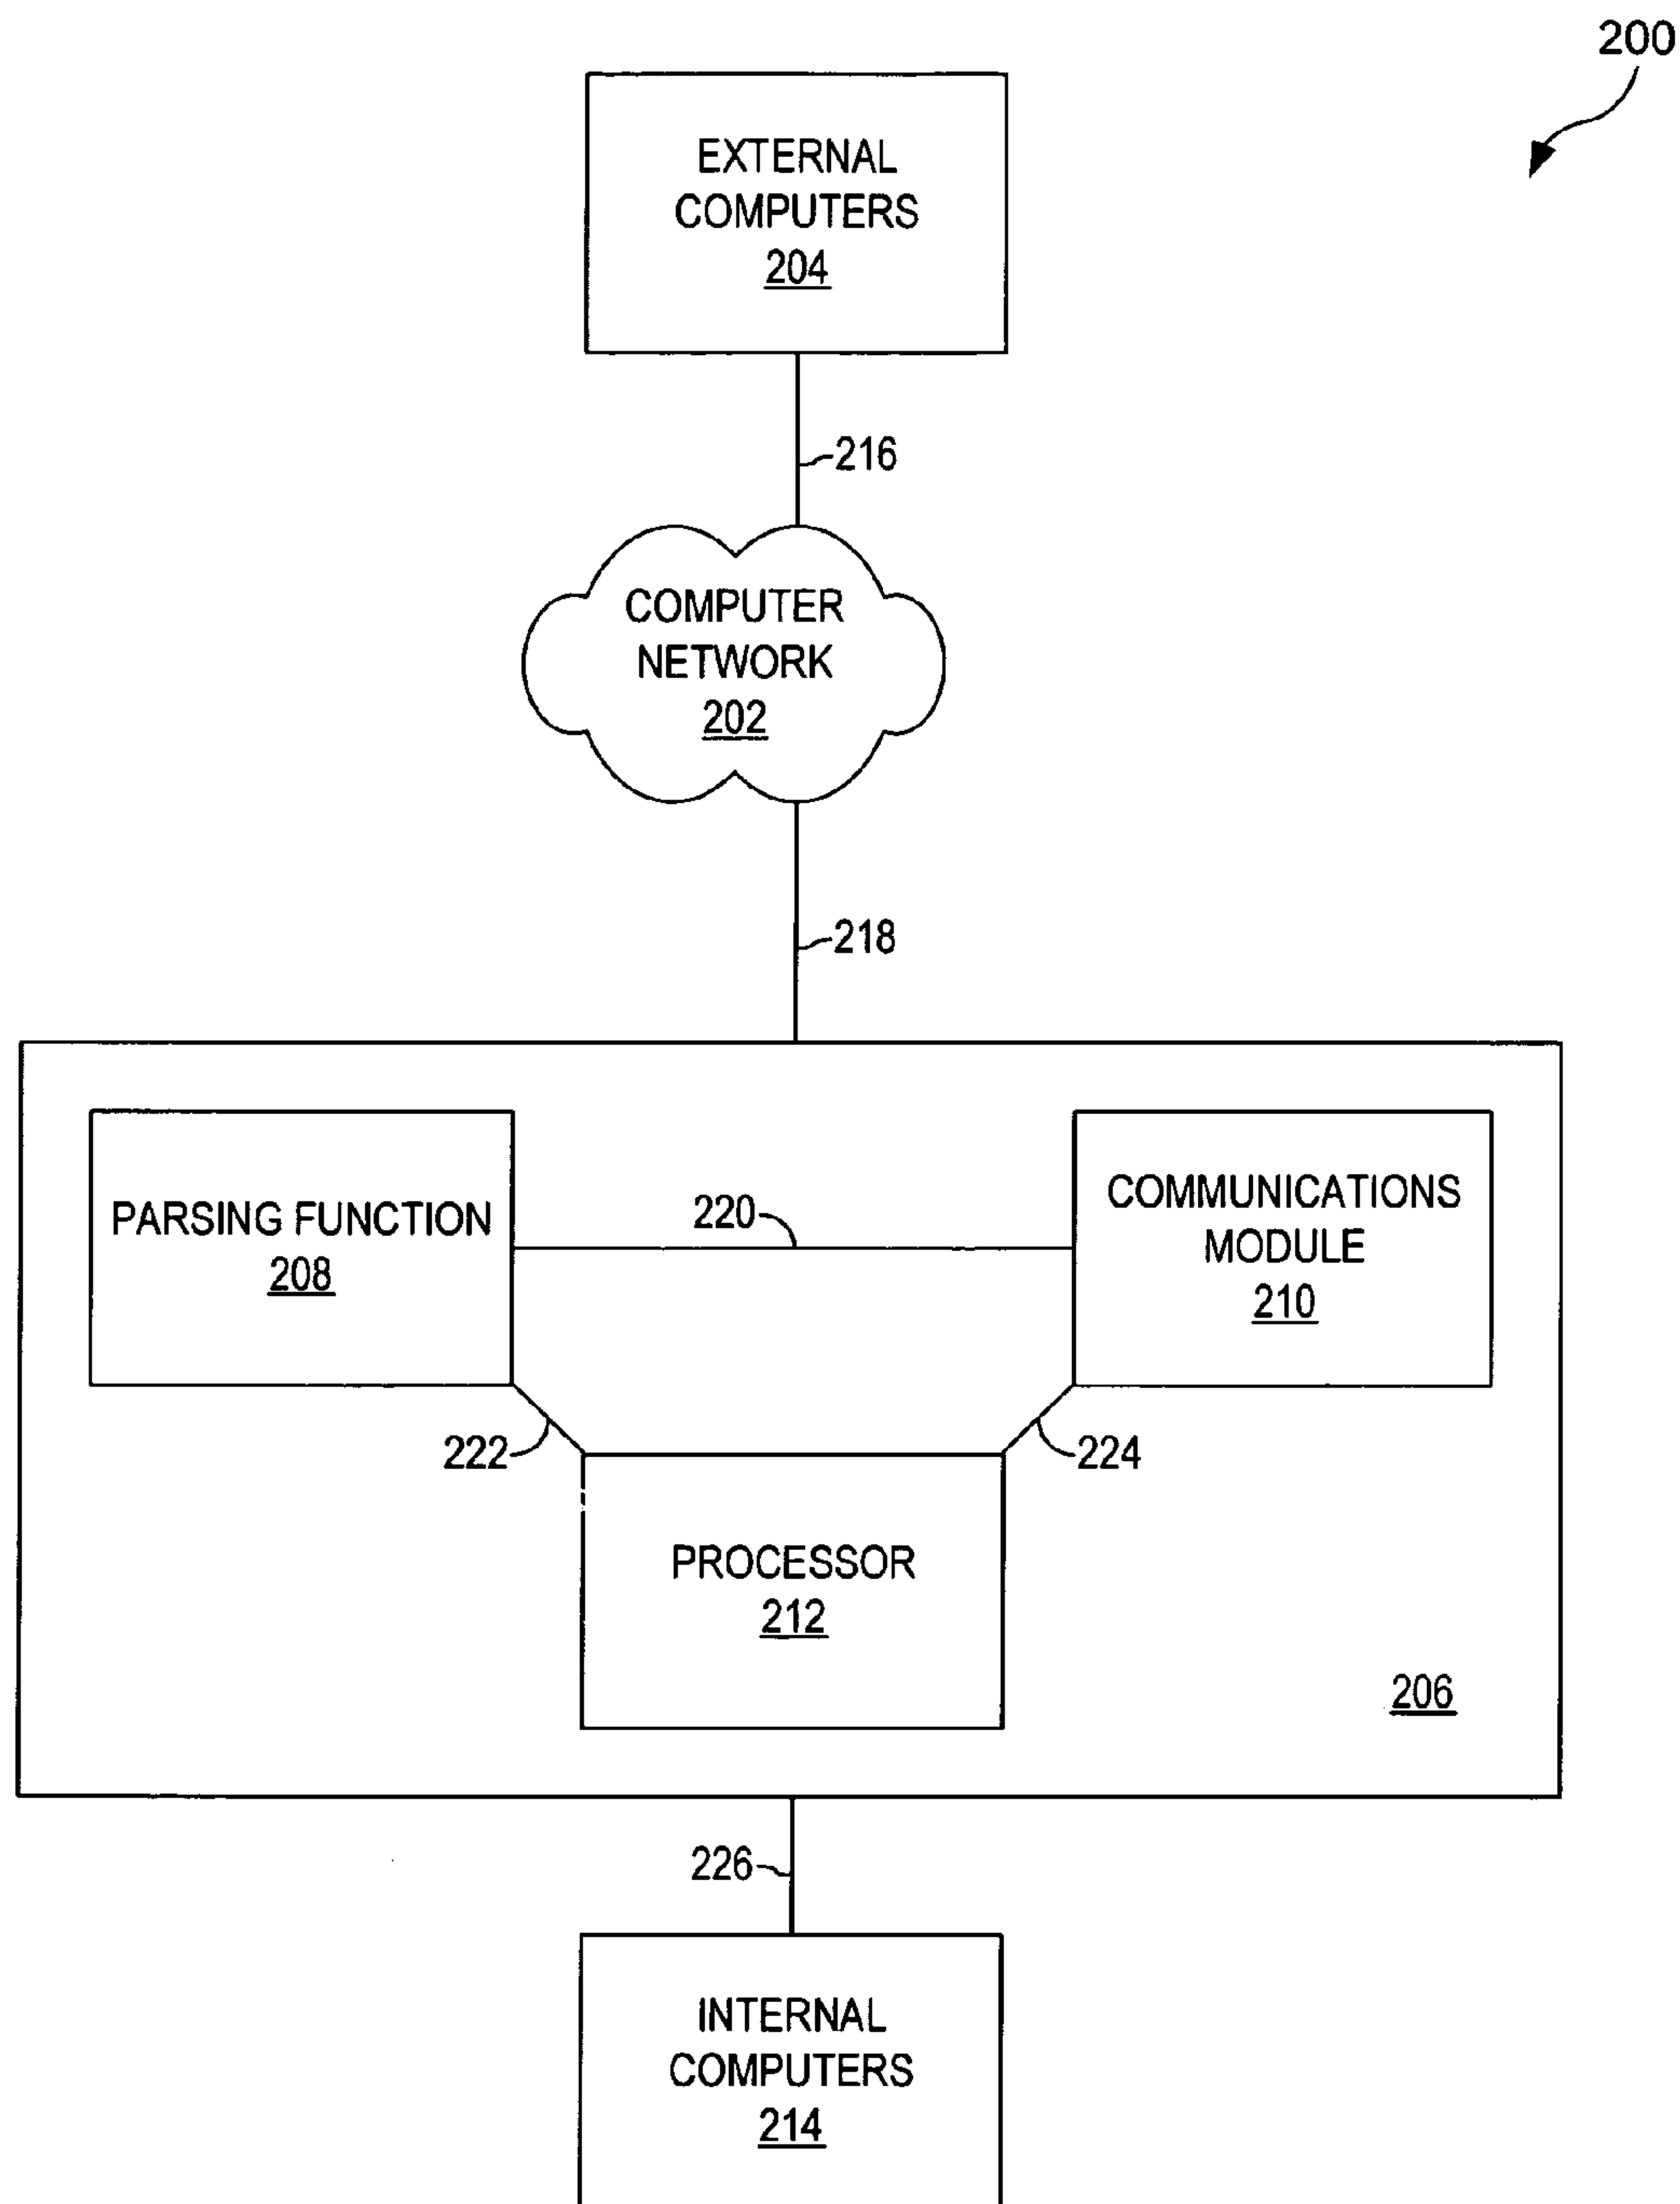 200
EXTERNAL
COMPUTERS
204
216
COMPUTER
NETWORK
202
218
PARSING FUNCTION
208
220
COMMUNICATIONS
MODULE
210
222
224
PROCESSOR
212
206
226
INTERNAL
COMPUTERS
214